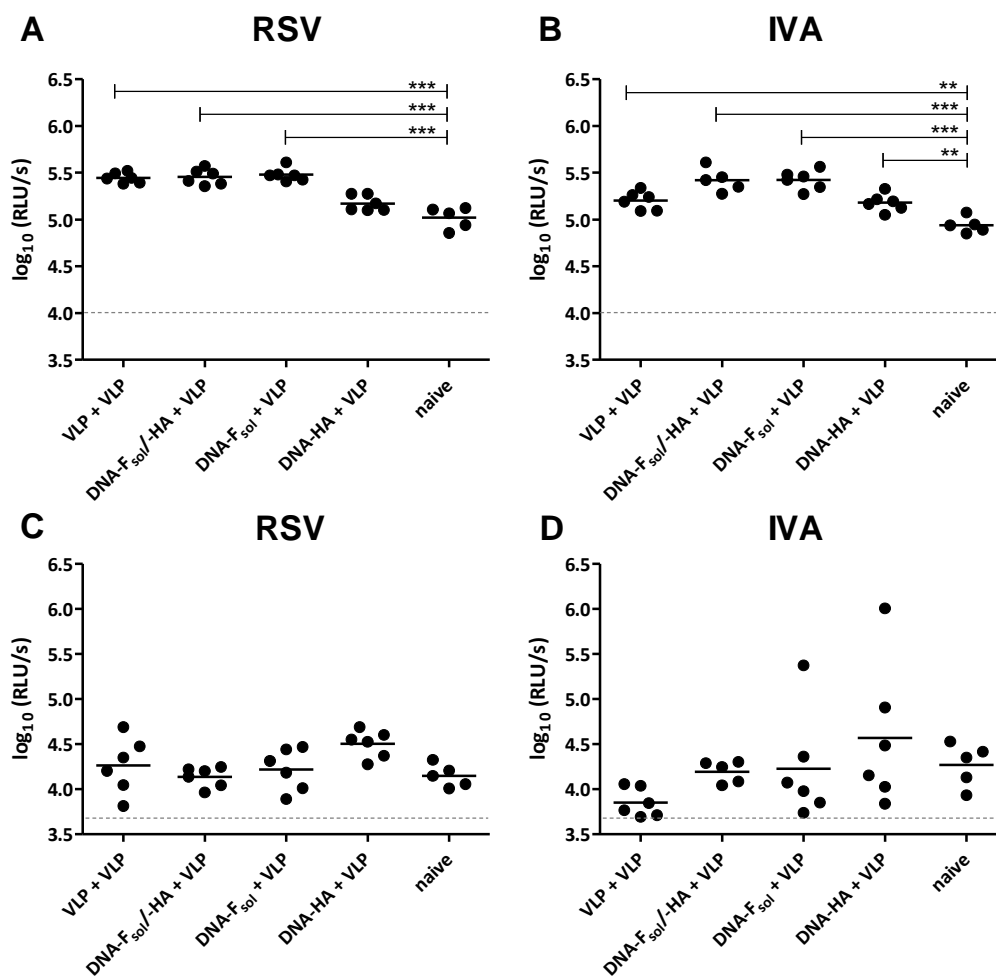 A RSV
log10 (RLU/s)
6.5
6.0
5.5
5.0
4.5
4.0
3.5
***
***
***
VLP + VLP
DNA-Fsol/-HA + VLP
DNA-Fsol + VLP
DNA-HA + VLP
naive
B IVA
log10 (RLU/s)
6.5
6.0
5.5
5.0
4.5
4.0
3.5
**
***
***
**
VLP + VLP
DNA-Fsol/-HA + VLP
DNA-Fsol + VLP
DNA-HA + VLP
naive
C RSV
log10 (RLU/s)
6.5
6.0
5.5
5.0
4.5
4.0
3.5
VLP + VLP
DNA-Fsol/-HA + VLP
DNA-Fsol + VLP
DNA-HA + VLP
naive
D IVA
log10 (RLU/s)
6.5
6.0
5.5
5.0
4.5
4.0
3.5
VLP + VLP
DNA-Fsol/-HA + VLP
DNA-Fsol + VLP
DNA-HA + VLP
naive